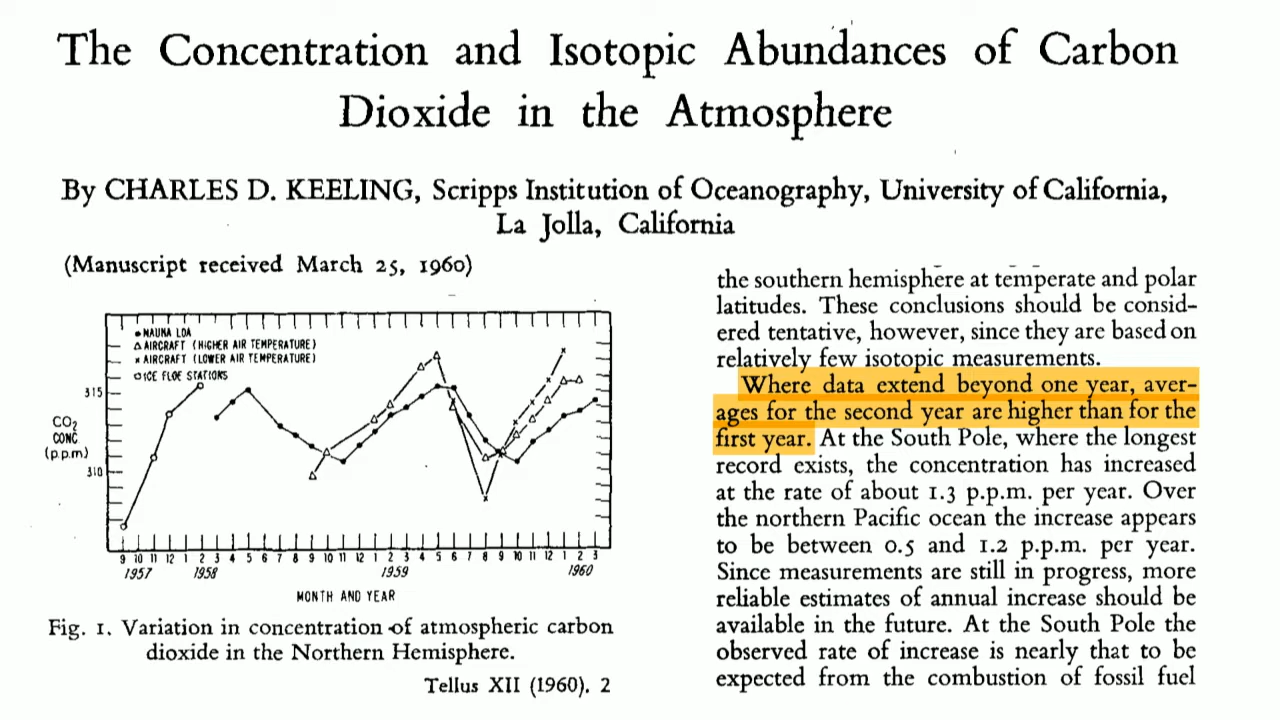 The Concentration and Isotopic Abundances of Carbon
Dioxide in the Atmosphere
By CHARLES D. KEELING, Scripps Institution of Oceanography, University of California,
La Jolla, California
(Manuscript received March 25, 1960)
• MAUNA LOA
△ AIRCRAFT (HIGHER AIR TEMPERATURE)
× AIRCRAFT (LOWER AIR TEMPERATURE)
○ ICE FLOE STATIONS
315
CO2
CONC
(p.p.m)
310
9 10 11 12 1 2 3 4 5 6 7 8 9 10 11 12 1 2 3 4 5 6 7 8 9 10 11 12 1 2 3
1957 1958 1959 1960
MONTH AND YEAR
Fig. 1. Variation in concentration of atmospheric carbon
dioxide in the Northern Hemisphere.
Tellus XII (1960). 2
the southern hemisphere at temperate and polar
latitudes. These conclusions should be consid-
ered tentative, however, since they are based on
relatively few isotopic measurements.
Where data extend beyond one year, aver-
ages for the second year are higher than for the
first year. At the South Pole, where the longest
record exists, the concentration has increased
at the rate of about 1.3 p.p.m. per year. Over
the northern Pacific ocean the increase appears
to be between 0.5 and 1.2 p.p.m. per year.
Since measurements are still in progress, more
reliable estimates of annual increase should be
available in the future. At the South Pole the
observed rate of increase is nearly that to be
expected from the combustion of fossil fuel